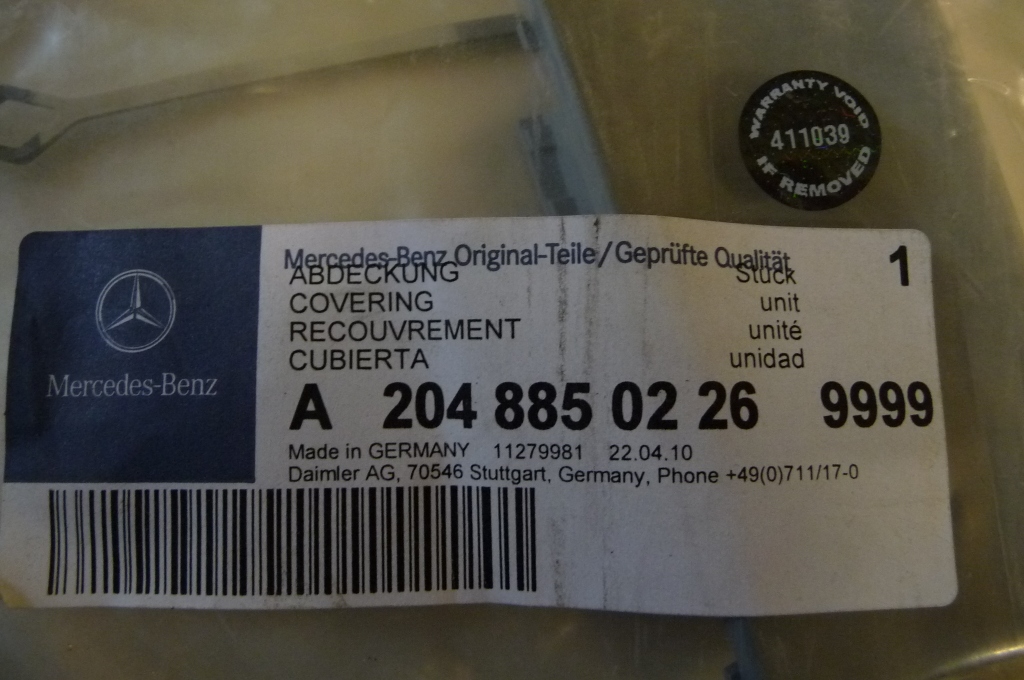 WARRANTY VOID
411039
IF REMOVED
Mercedes-Benz Original-Teile/Geprüfte Qualität
ABDECKUNG Stück 1
COVERING unit
RECOUVREMENT unité
CUBIERTA unidad
Mercedes-Benz
A 204 885 02 26 9999
Made in GERMANY 11279981 22.04.10
Daimler AG, 70546 Stuttgart, Germany, Phone +49(0)711/17-0